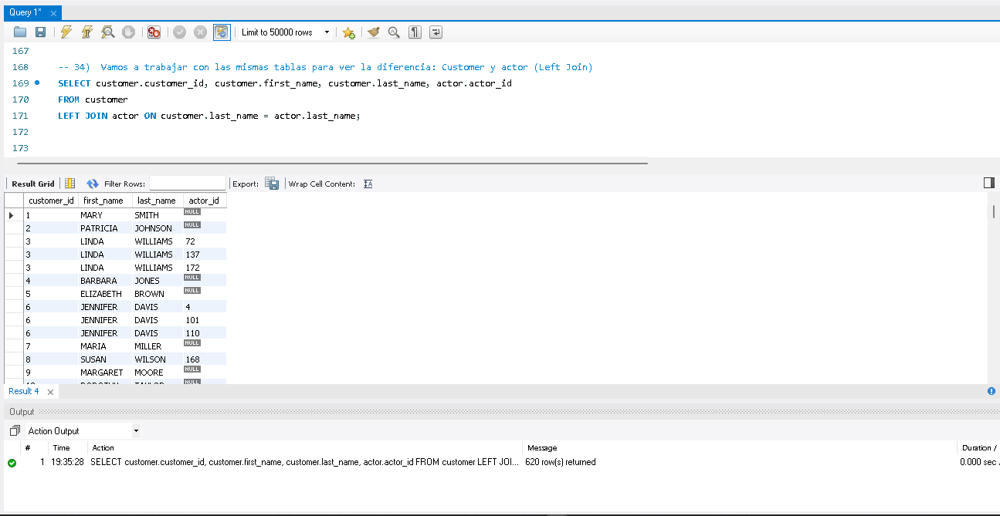 Query 1*
Limit to 50000 rows
167
168 -- 34)  Vamos a trabajar con las mismas tablas para ver la diferencia: Customer y actor (Left Join)
169 SELECT customer.customer_id, customer.first_name, customer.last_name, actor.actor_id
170 FROM customer
171 LEFT JOIN actor ON customer.last_name = actor.last_name;
172
173
Result Grid Filter Rows: Export: Wrap Cell Content: IA
customer_id first_name last_name actor_id
1 MARY SMITH NULL
2 PATRICIA JOHNSON NULL
3 LINDA WILLIAMS 72
3 LINDA WILLIAMS 137
3 LINDA WILLIAMS 172
4 BARBARA JONES NULL
5 ELIZABETH BROWN NULL
6 JENNIFER DAVIS 4
6 JENNIFER DAVIS 101
6 JENNIFER DAVIS 110
7 MARIA MILLER NULL
8 SUSAN WILSON 168
9 MARGARET MOORE NULL
NULL
Result 4
Output
Action Output
# Time Action Message Duration /
1 19:35:28 SELECT customer.customer_id, customer.first_name, customer.last_name, actor.actor_id FROM customer LEFT JOI... 620 row(s) returned 0.000 sec .